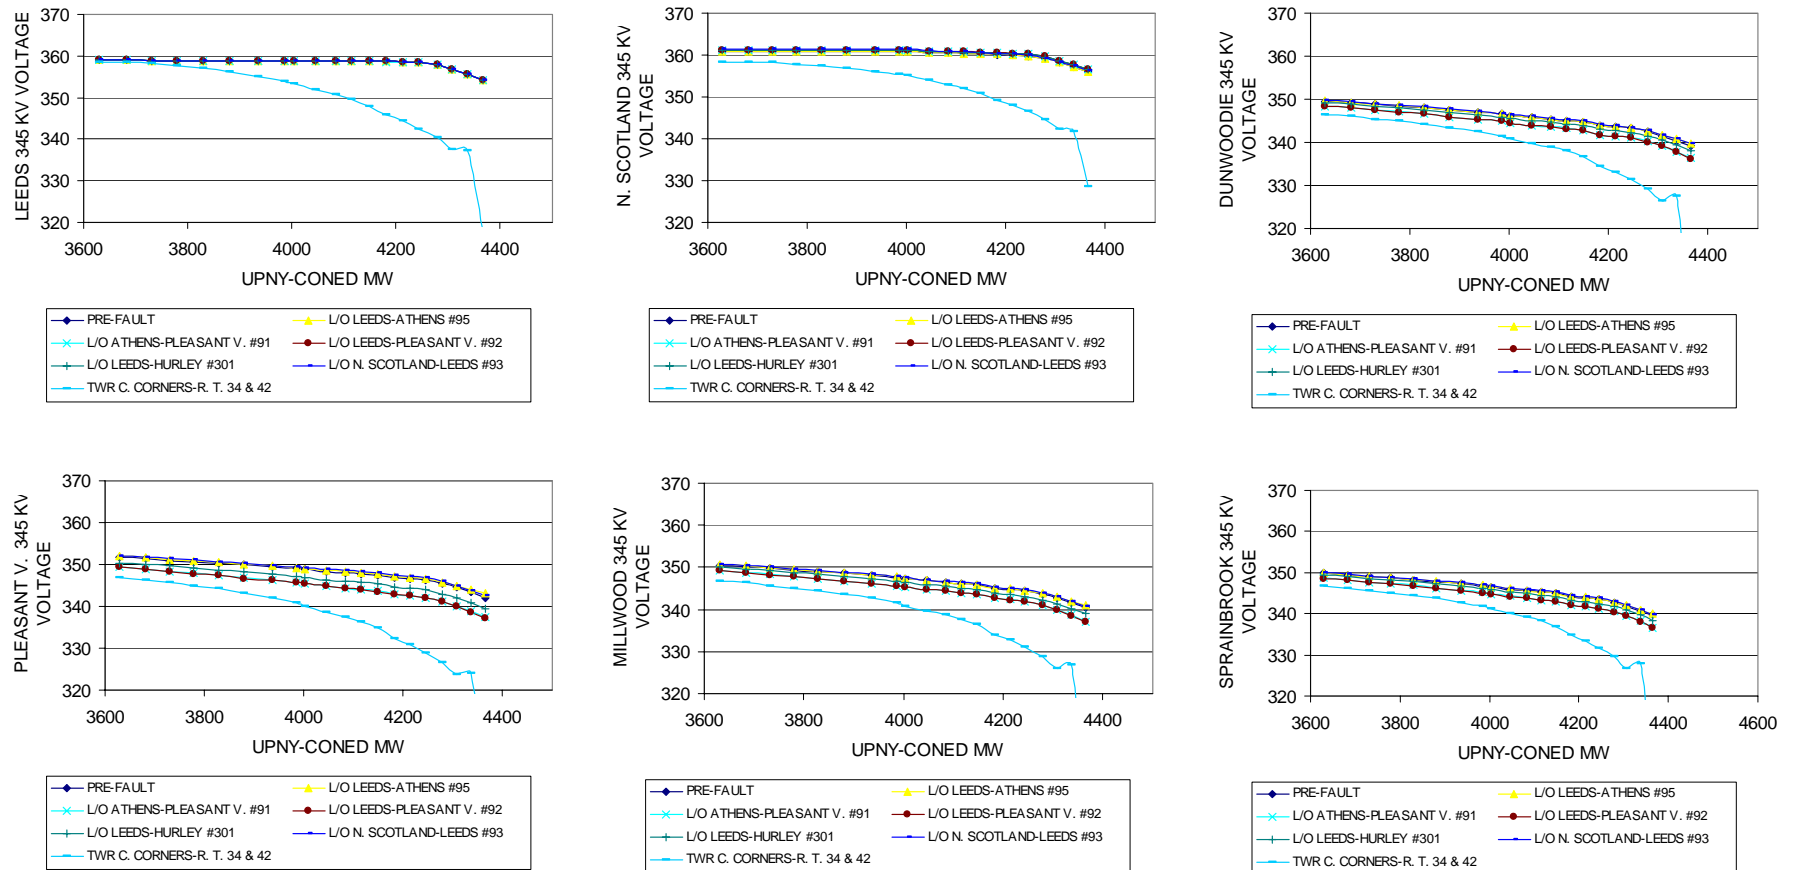 LEEDS 345 KV VOLTAGE
370
360
350
340
330
320
3600 3800 4000 4200 4400
UPNY-CONED MW
PRE-FAULT
L/O LEEDS-ATHENS #95
L/O ATHENS-PLEASANT V. #91
L/O LEEDS-PLEASANT V. #92
L/O LEEDS-HURLEY #301
L/O N. SCOTLAND-LEEDS #93
TWR C. CORNERS-R. T. 34 & 42
N. SCOTLAND 345 KV
VOLTAGE
370
360
350
340
330
320
3600 3800 4000 4200 4400
UPNY-CONED MW
PRE-FAULT
L/O LEEDS-ATHENS #95
L/O ATHENS-PLEASANT V. #91
L/O LEEDS-PLEASANT V. #92
L/O LEEDS-HURLEY #301
L/O N. SCOTLAND-LEEDS #93
TWR C. CORNERS-R. T. 34 & 42
DUNWOODIE 345 KV
VOLTAGE
370
360
350
340
330
320
3600 3800 4000 4200 4400
UPNY-CONED MW
PRE-FAULT
L/O LEEDS-ATHENS #95
L/O ATHENS-PLEASANT V. #91
L/O LEEDS-PLEASANT V. #92
L/O LEEDS-HURLEY #301
L/O N. SCOTLAND-LEEDS #93
TWR C. CORNERS-R. T. 34 & 42
PLEASANT V. 345 KV
VOLTAGE
370
360
350
340
330
320
3600 3800 4000 4200 4400
UPNY-CONED MW
PRE-FAULT
L/O LEEDS-ATHENS #95
L/O ATHENS-PLEASANT V. #91
L/O LEEDS-PLEASANT V. #92
L/O LEEDS-HURLEY #301
L/O N. SCOTLAND-LEEDS #93
TWR C. CORNERS-R. T. 34 & 42
MILLWOOD 345 KV
VOLTAGE
370
360
350
340
330
320
3600 3800 4000 4200 4400
UPNY-CONED MW
PRE-FAULT
L/O LEEDS-ATHENS #95
L/O ATHENS-PLEASANT V. #91
L/O LEEDS-PLEASANT V. #92
L/O LEEDS-HURLEY #301
L/O N. SCOTLAND-LEEDS #93
TWR C. CORNERS-R. T. 34 & 42
SPRAINBROOK 345 KV
VOLTAGE
370
360
350
340
330
320
3600 3800 4000 4200 4400 4600
UPNY-CONED MW
PRE-FAULT
L/O LEEDS-ATHENS #95
L/O ATHENS-PLEASANT V. #91
L/O LEEDS-PLEASANT V. #92
L/O LEEDS-HURLEY #301
L/O N. SCOTLAND-LEEDS #93
TWR C. CORNERS-R. T. 34 & 42